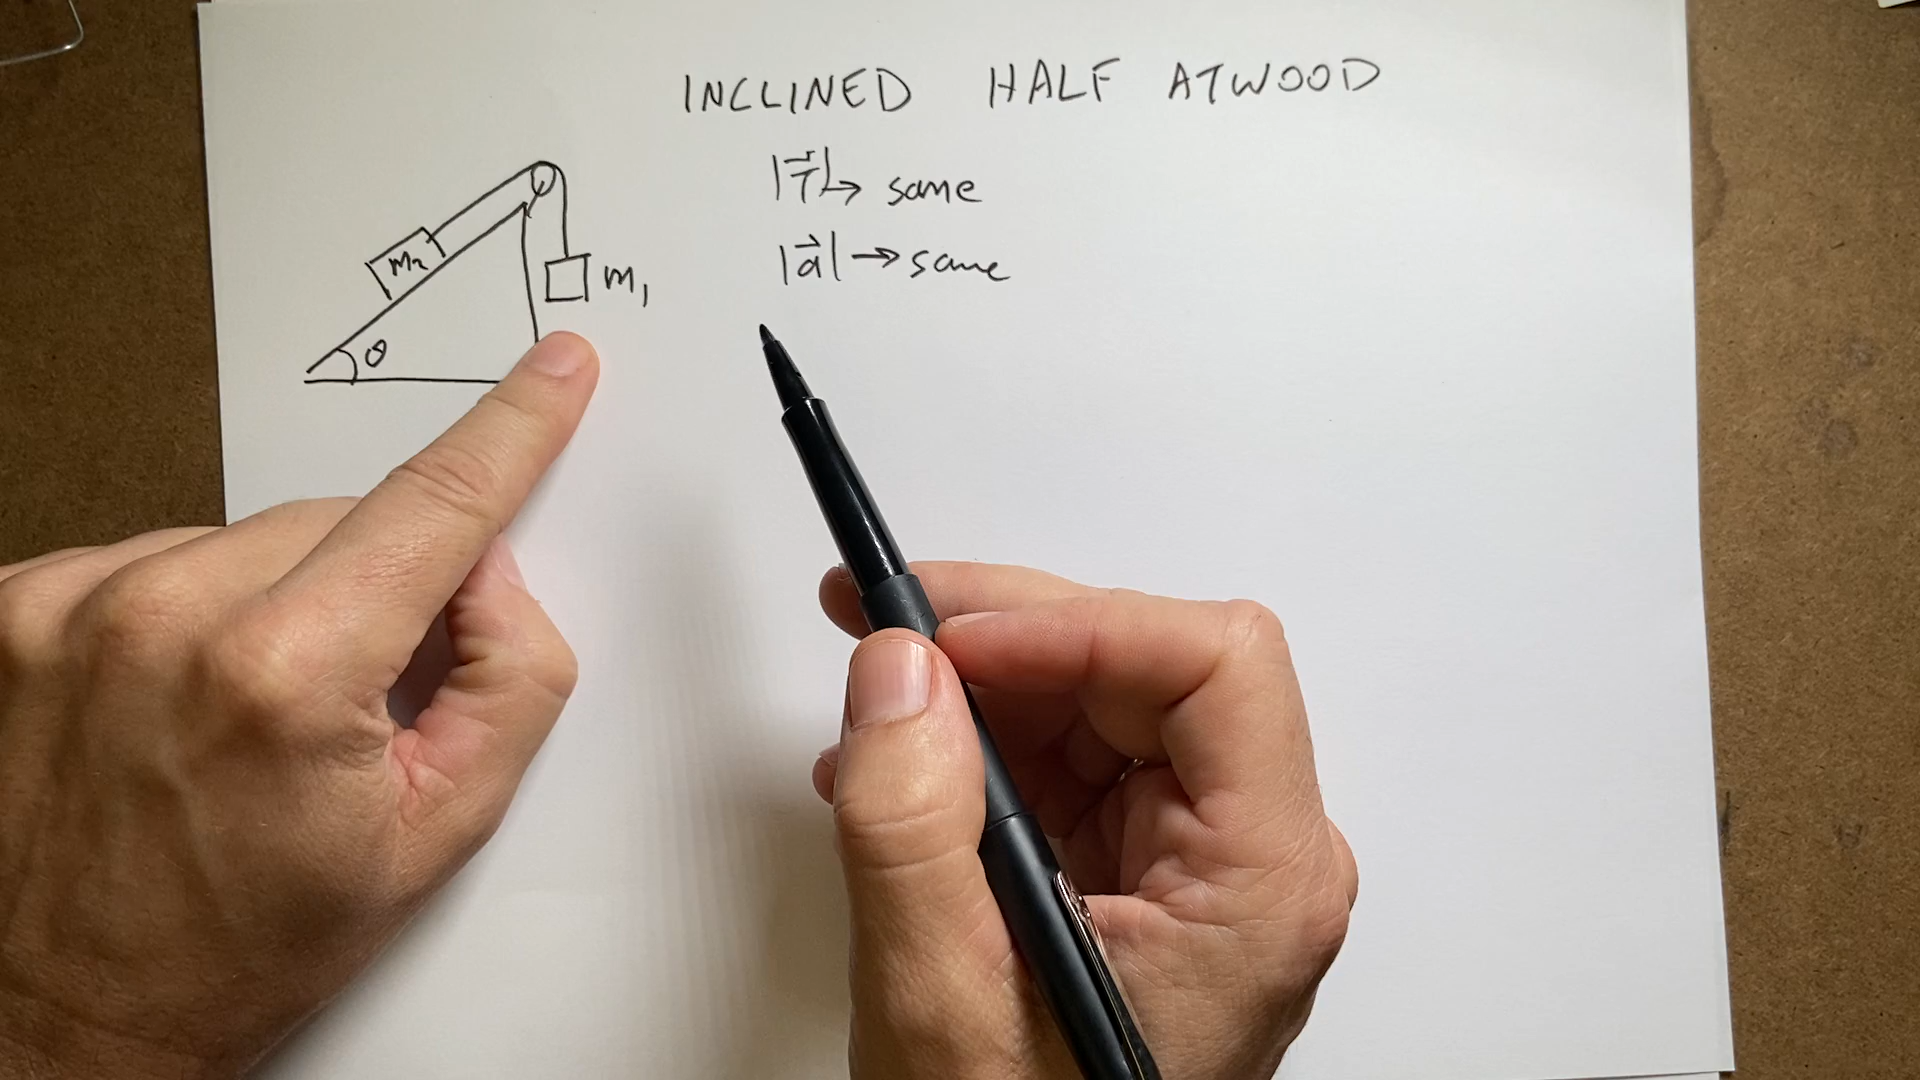 INCLINED HALF ATWOOD
|T⃗|→ same
|a⃗| → same
m₂
m₁
θ